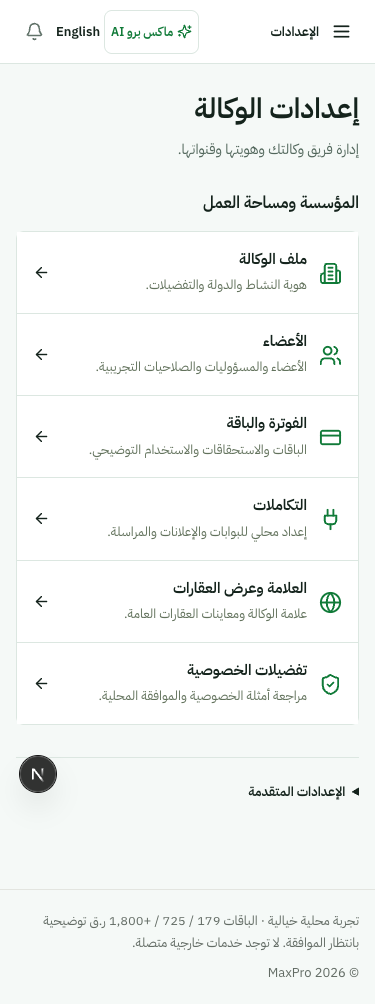 الإعدادات
ماكس برو AI
English
إعدادات الوكالة
إدارة فريق وكالتك وهويتها وقنواتها.
المؤسسة ومساحة العمل
ملف الوكالة
هوية النشاط والدولة والتفضيلات.
الأعضاء
الأعضاء والمسؤوليات والصلاحيات التجريبية.
الفوترة والباقة
الباقات والاستحقاقات والاستخدام التوضيحي.
التكاملات
إعداد محلي للبوابات والإعلانات والمراسلة.
العلامة وعرض العقارات
علامة الوكالة ومعاينات العقارات العامة.
تفضيلات الخصوصية
مراجعة أمثلة الخصوصية والموافقة المحلية.
N
الإعدادات المتقدمة
تجربة محلية خيالية · الباقات 179 / 725 / +1,800 ر.ق توضيحية
بانتظار الموافقة. لا توجد خدمات خارجية متصلة.
© 2026 MaxPro